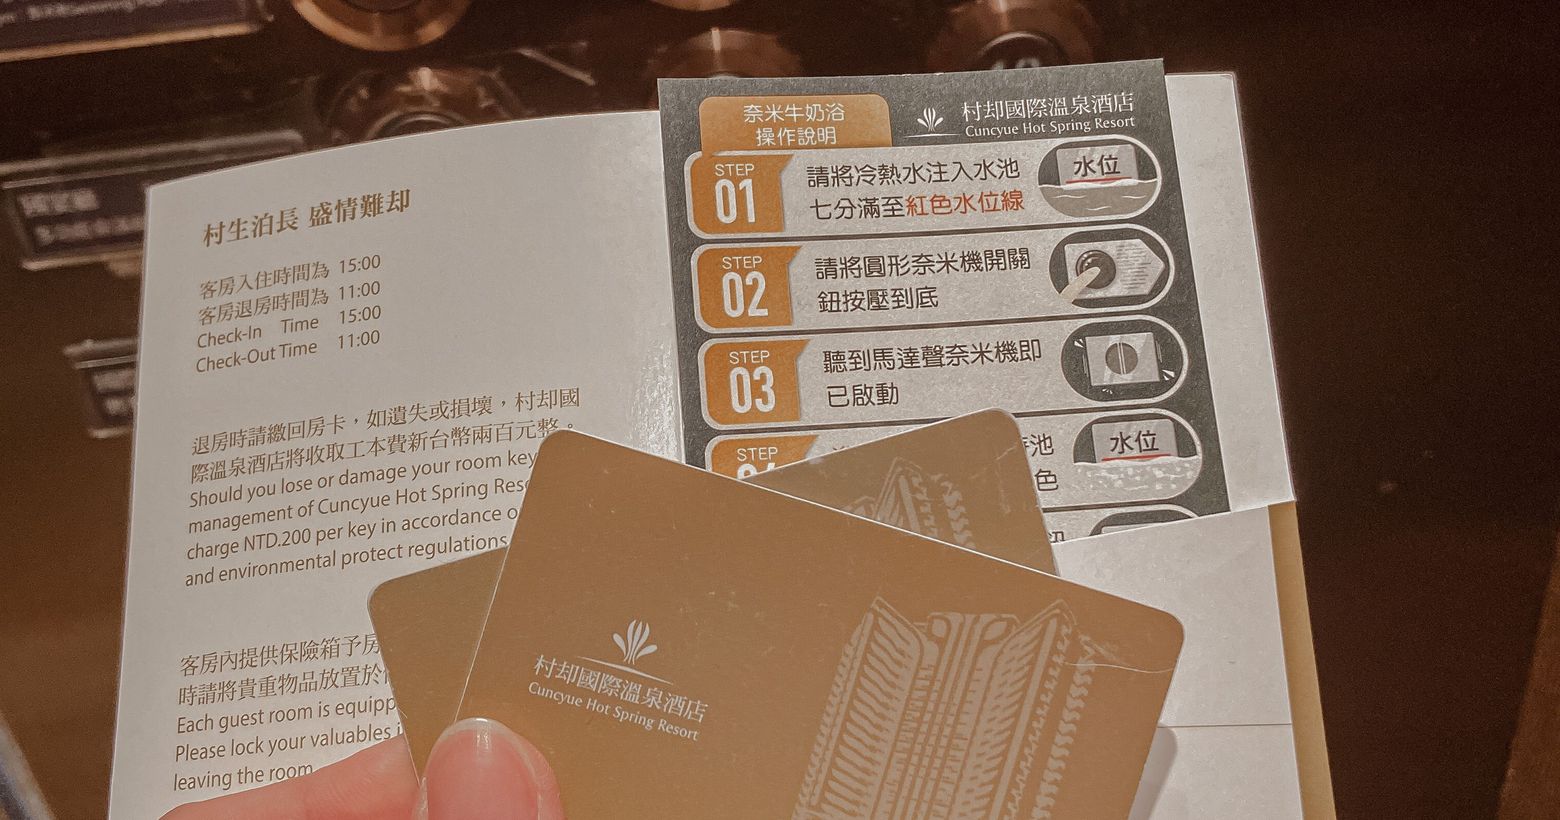 村生泊長 盛情難却
客房入住時間為 15:00
客房退房時間為 11:00
Check-In Time 15:00
Check-Out Time 11:00
退房時請繳回房卡，如遺失或損壞，村却國
際溫泉酒店將收取工本費新台幣兩百元整。
Should you lose or damage your room key
management of Cuncyue Hot Spring Reso
charge NTD.200 per key in accordance o
and environmental protect regulations
客房內提供保險箱予房
時請將貴重物品放置於
Each guest room is equipp
Please lock your valuables i
leaving the room
奈米牛奶浴
操作說明
村却國際溫泉酒店
Cuncyue Hot Spring Resort
STEP
01
請將冷熱水注入水池
七分滿至紅色水位線
水位
STEP
02
請將圓形奈米機開關
鈕按壓到底
STEP
03
聽到馬達聲奈米機即
已啟動
STEP
池
色
水位
村却國際溫泉酒店
Cuncyue Hot Spring Resort